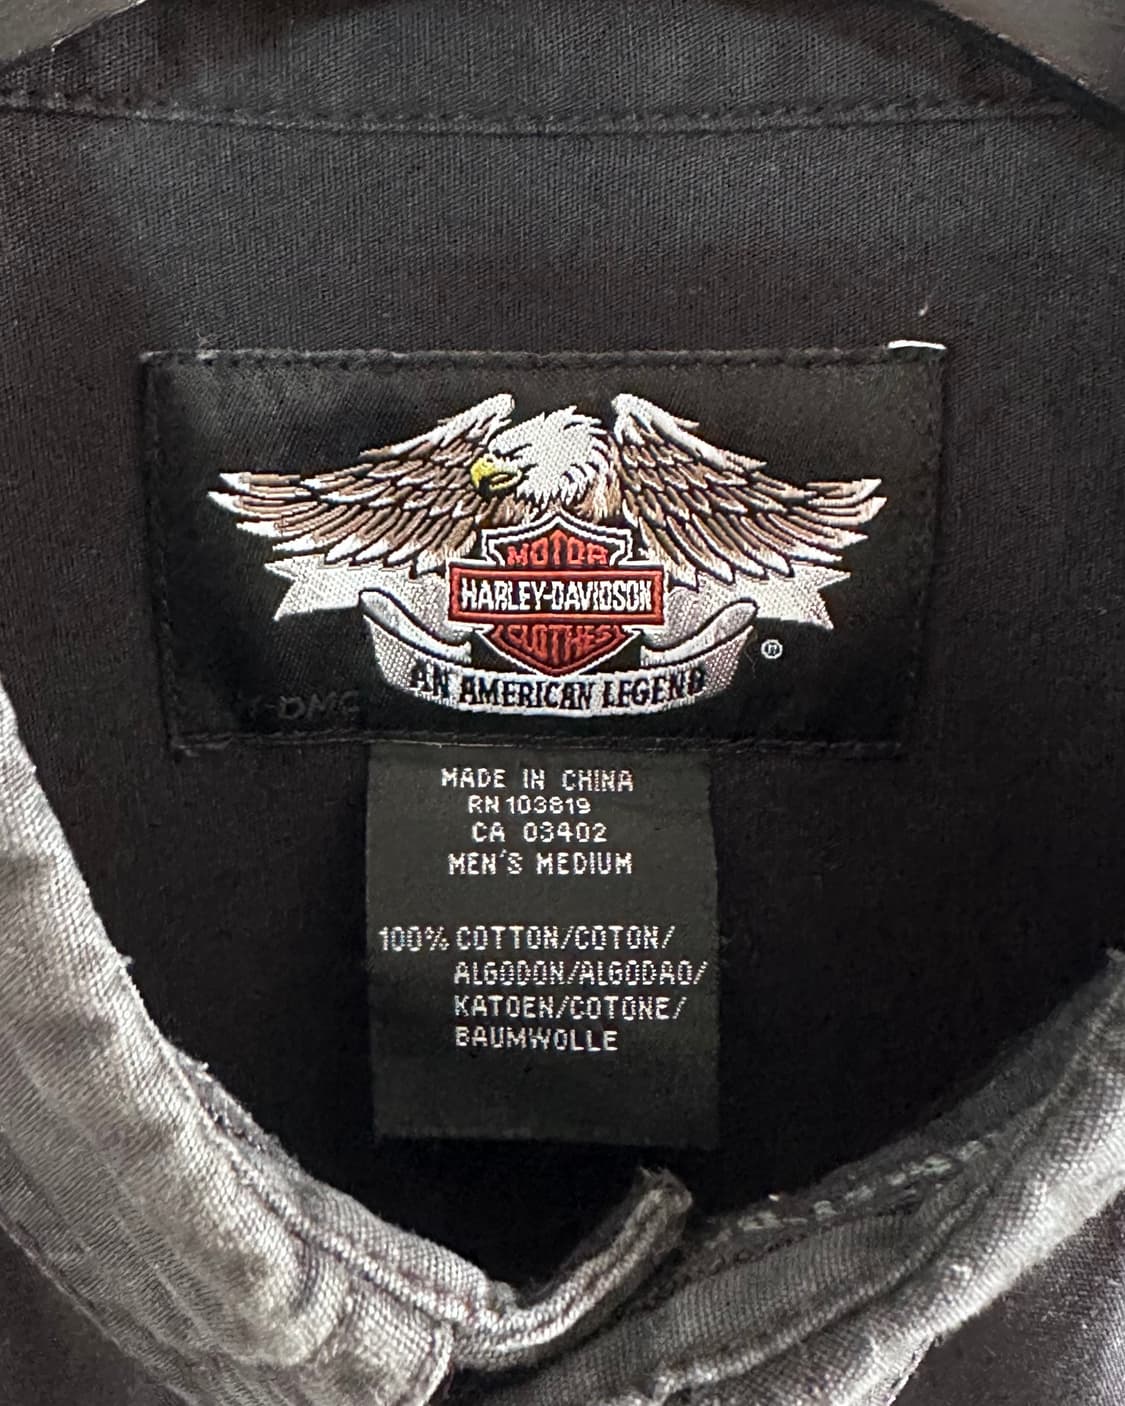 MOTOR
HARLEY-DAVIDSON
CLOTHES
®
AN AMERICAN LEGEND
MADE IN CHINA
RN 103819
CA 03402
MEN'S MEDIUM
100% COTTON/COTON/
ALGODON/ALGODAO/
KATOEN/COTONE/
BAUMWOLLE